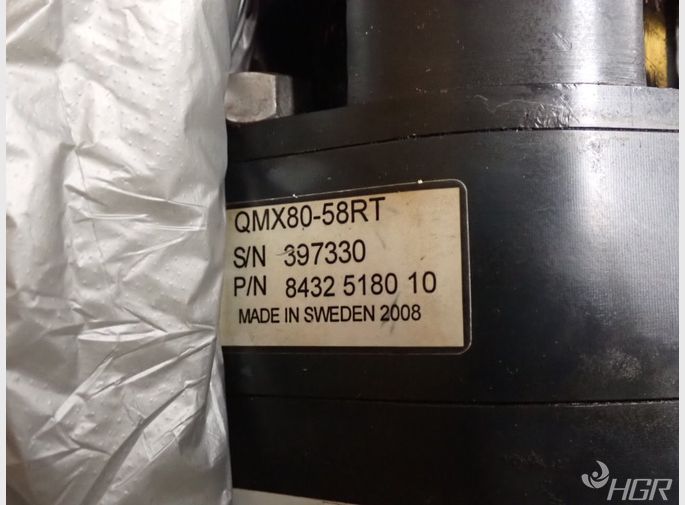 QMX80-58RT
S/N 397330
P/N 8432 5180 10
MADE IN SWEDEN 2008
HGR